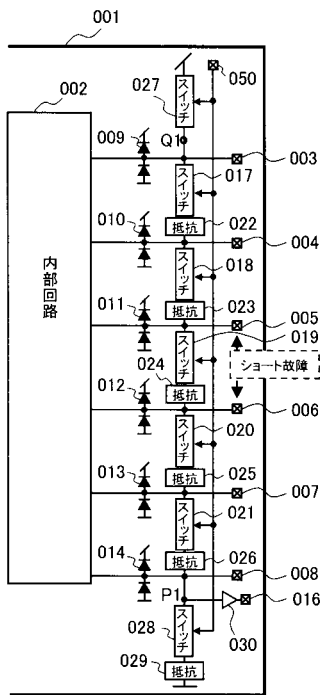 001
002
050
027
スイッチ
009
Q1
003
スイッチ
017
010
抵抗
022
004
内部回路
スイッチ
018
011
抵抗
023
005
スイッチ
019
024
ショート故障
012
抵抗
006
スイッチ
020
013
抵抗
025
007
スイッチ
021
014
抵抗
026
008
P1
016
スイッチ
028
030
抵抗
029